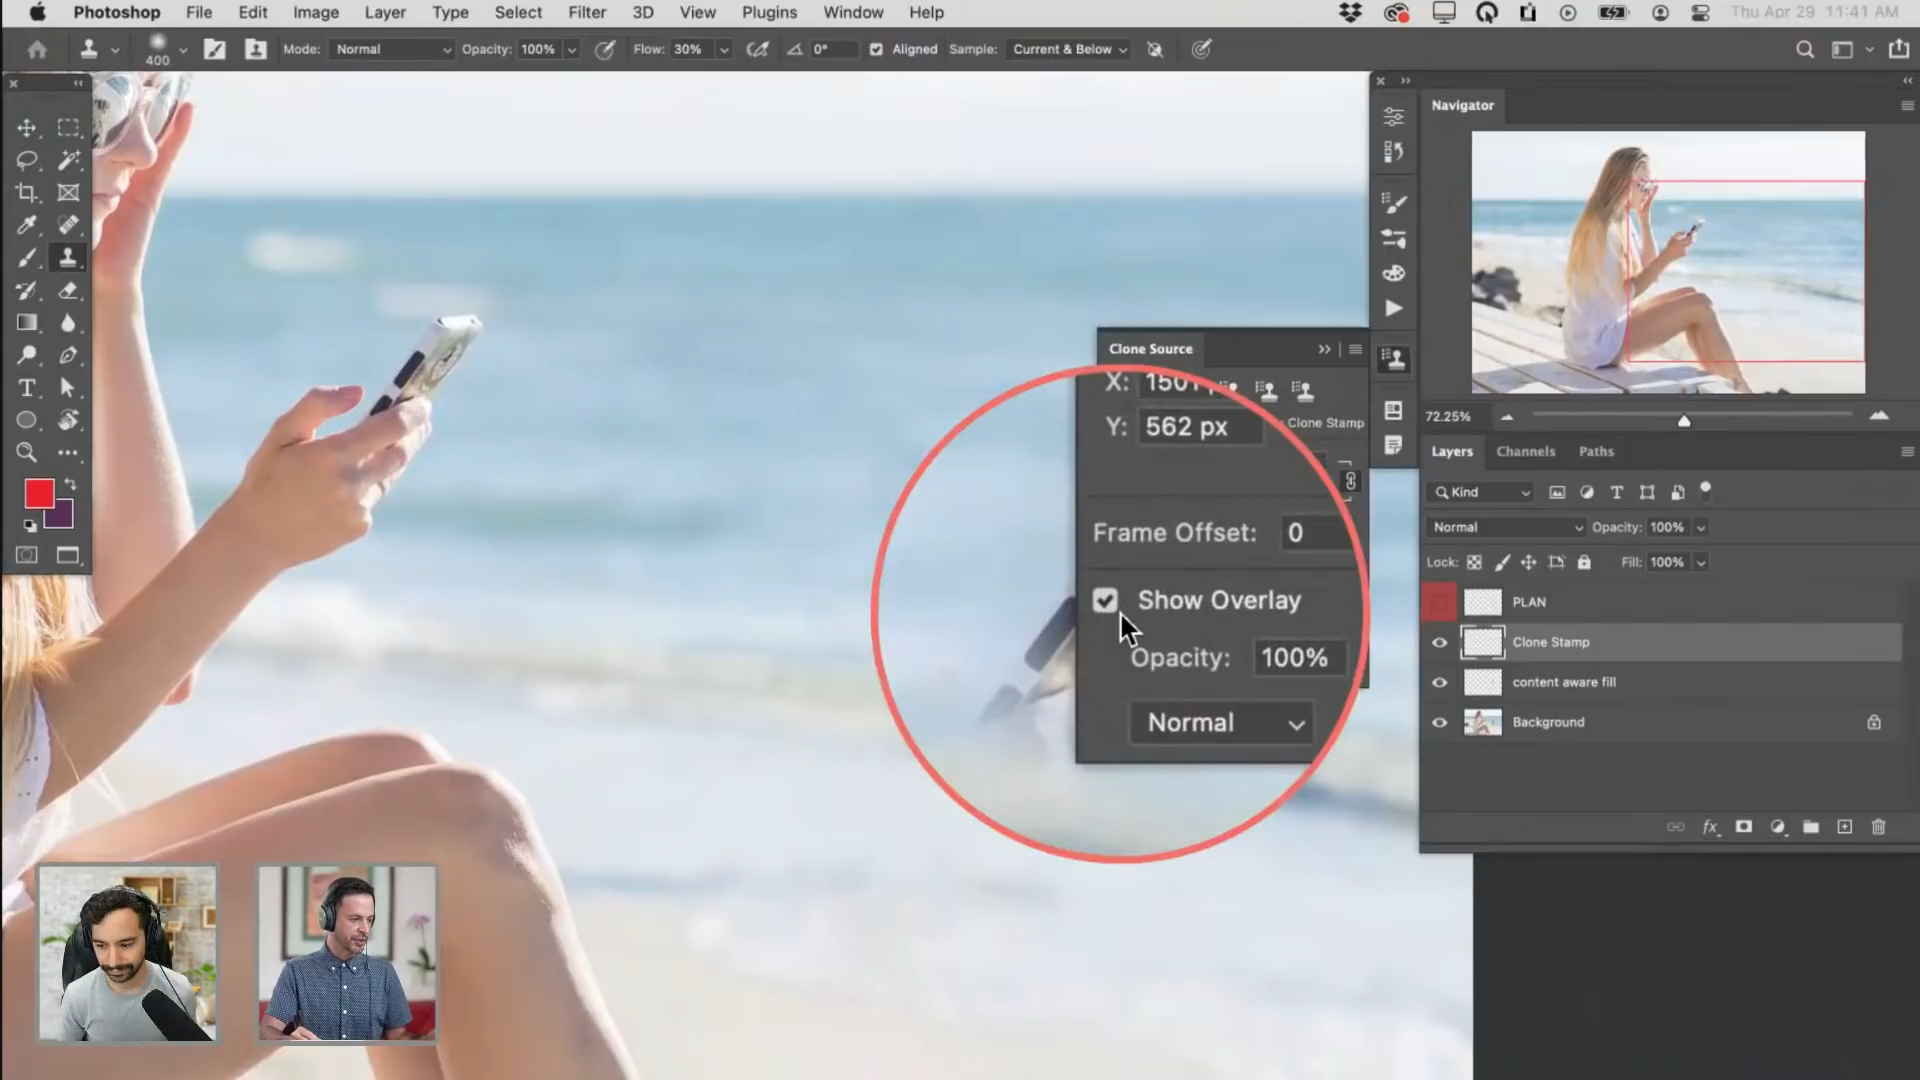 Photoshop File Edit Image Layer Type Select Filter 3D View Plugins Window Help Thu Apr 29 11:41 AM
400 Mode: Normal Opacity: 100% Flow: 30% 0° Aligned Sample: Current & Below
Navigator
72.25%
Clone Source
X: 1501
Y: 562 px
Clone Stamp
Frame Offset: 0
Show Overlay
Opacity: 100%
Normal
Layers Channels Paths
Kind
Normal Opacity: 100%
Lock: Fill: 100%
PLAN
Clone Stamp
content aware fill
Background
fx